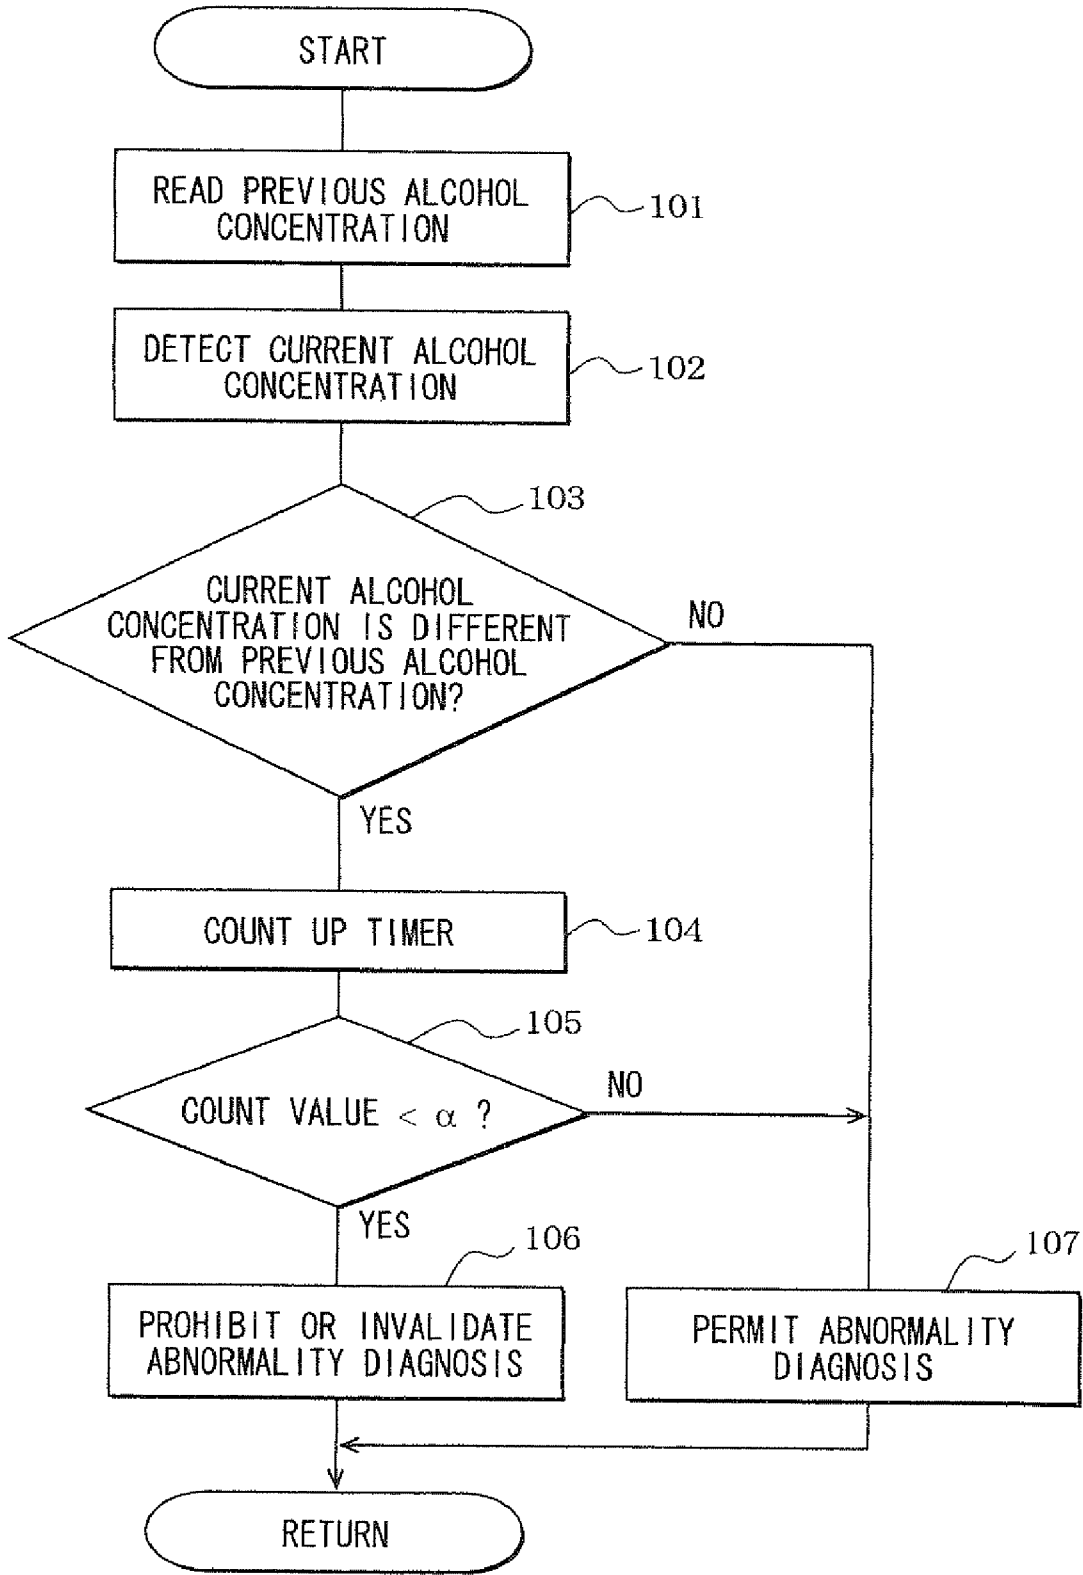 START
READ PREVIOUS ALCOHOL
CONCENTRATION
101
DETECT CURRENT ALCOHOL
CONCENTRATION
102
103
CURRENT ALCOHOL
CONCENTRATION IS DIFFERENT
FROM PREVIOUS ALCOHOL
CONCENTRATION?
NO
YES
COUNT UP TIMER
104
105
COUNT VALUE < α ?
NO
YES
106
PROHIBIT OR INVALIDATE
ABNORMALITY DIAGNOSIS
107
PERMIT ABNORMALITY
DIAGNOSIS
RETURN